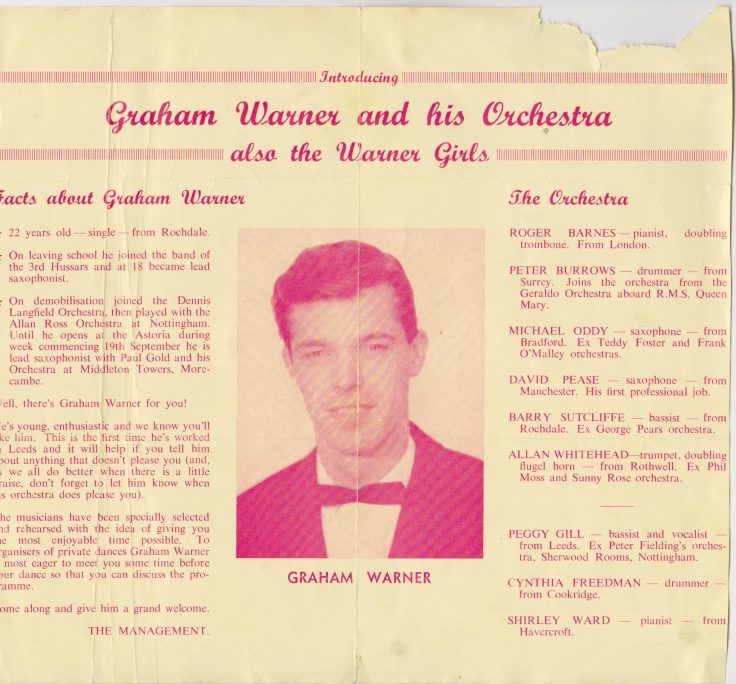 Introducing
Graham Warner and his Orchestra
also the Warner Girls
Facts about Graham Warner
22 years old — single — from Rochdale.
On leaving school he joined the band of
the 3rd Hussars and at 18 became lead
saxophonist.
On demobilisation joined the Dennis
Langfield Orchestra, then played with the
Allan Ross Orchestra at Nottingham.
Until he opens at the Astoria during
week commencing 19th September he is
lead saxophonist with Paul Gold and his
Orchestra at Middleton Towers, More-
cambe.
ell, there's Graham Warner for you!
e's young, enthusiastic and we know you'll
ke him. This is the first time he's worked
Leeds and it will help if you tell him
bout anything that doesn't please you (and,
s we all do better when there is a little
raise, don't forget to let him know when
is orchestra does please you).
he musicians have been specially selected
nd rehearsed with the idea of giving you
he most enjoyable time possible. To
rganisers of private dances Graham Warner
most eager to meet you some time before
our dance so that you can discuss the pro-
ramme.
ome along and give him a grand welcome.
THE MANAGEMENT.
GRAHAM WARNER
The Orchestra
ROGER BARNES — pianist, doubling
trombone. From London.
PETER BURROWS — drummer — from
Surrey. Joins the orchestra from the
Geraldo Orchestra aboard R.M.S. Queen
Mary.
MICHAEL ODDY — saxophone — from
Bradford. Ex Teddy Foster and Frank
O'Malley orchestras.
DAVID PEASE — saxophone — from
Manchester. His first professional job.
BARRY SUTCLIFFE — bassist — from
Rochdale. Ex George Pears orchestra.
ALLAN WHITEHEAD—trumpet, doubling
flugel horn — from Rothwell. Ex Phil
Moss and Sunny Rose orchestra.
PEGGY GILL — bassist and vocalist —
from Leeds. Ex Peter Fielding's orches-
tra, Sherwood Rooms, Nottingham.
CYNTHIA FREEDMAN — drummer —
from Cookridge.
SHIRLEY WARD — pianist — from
Havercroft.